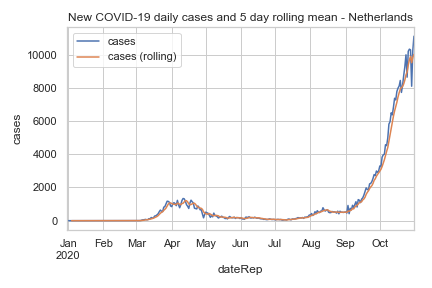 New COVID-19 daily cases and 5 day rolling mean - Netherlands
cases
cases (rolling)
10000
8000
6000
4000
2000
0
cases
Jan Feb Mar Apr May Jun Jul Aug Sep Oct
2020
dateRep